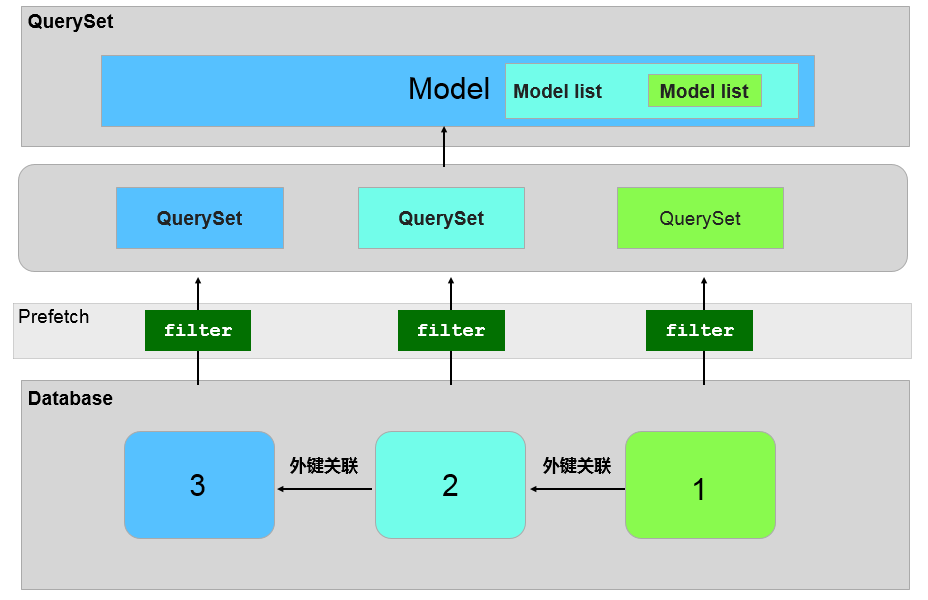 QuerySet
Model
Model list
Model list
QuerySet
QuerySet
QuerySet
Prefetch
filter
filter
filter
Database
3
外键关联
2
外键关联
1